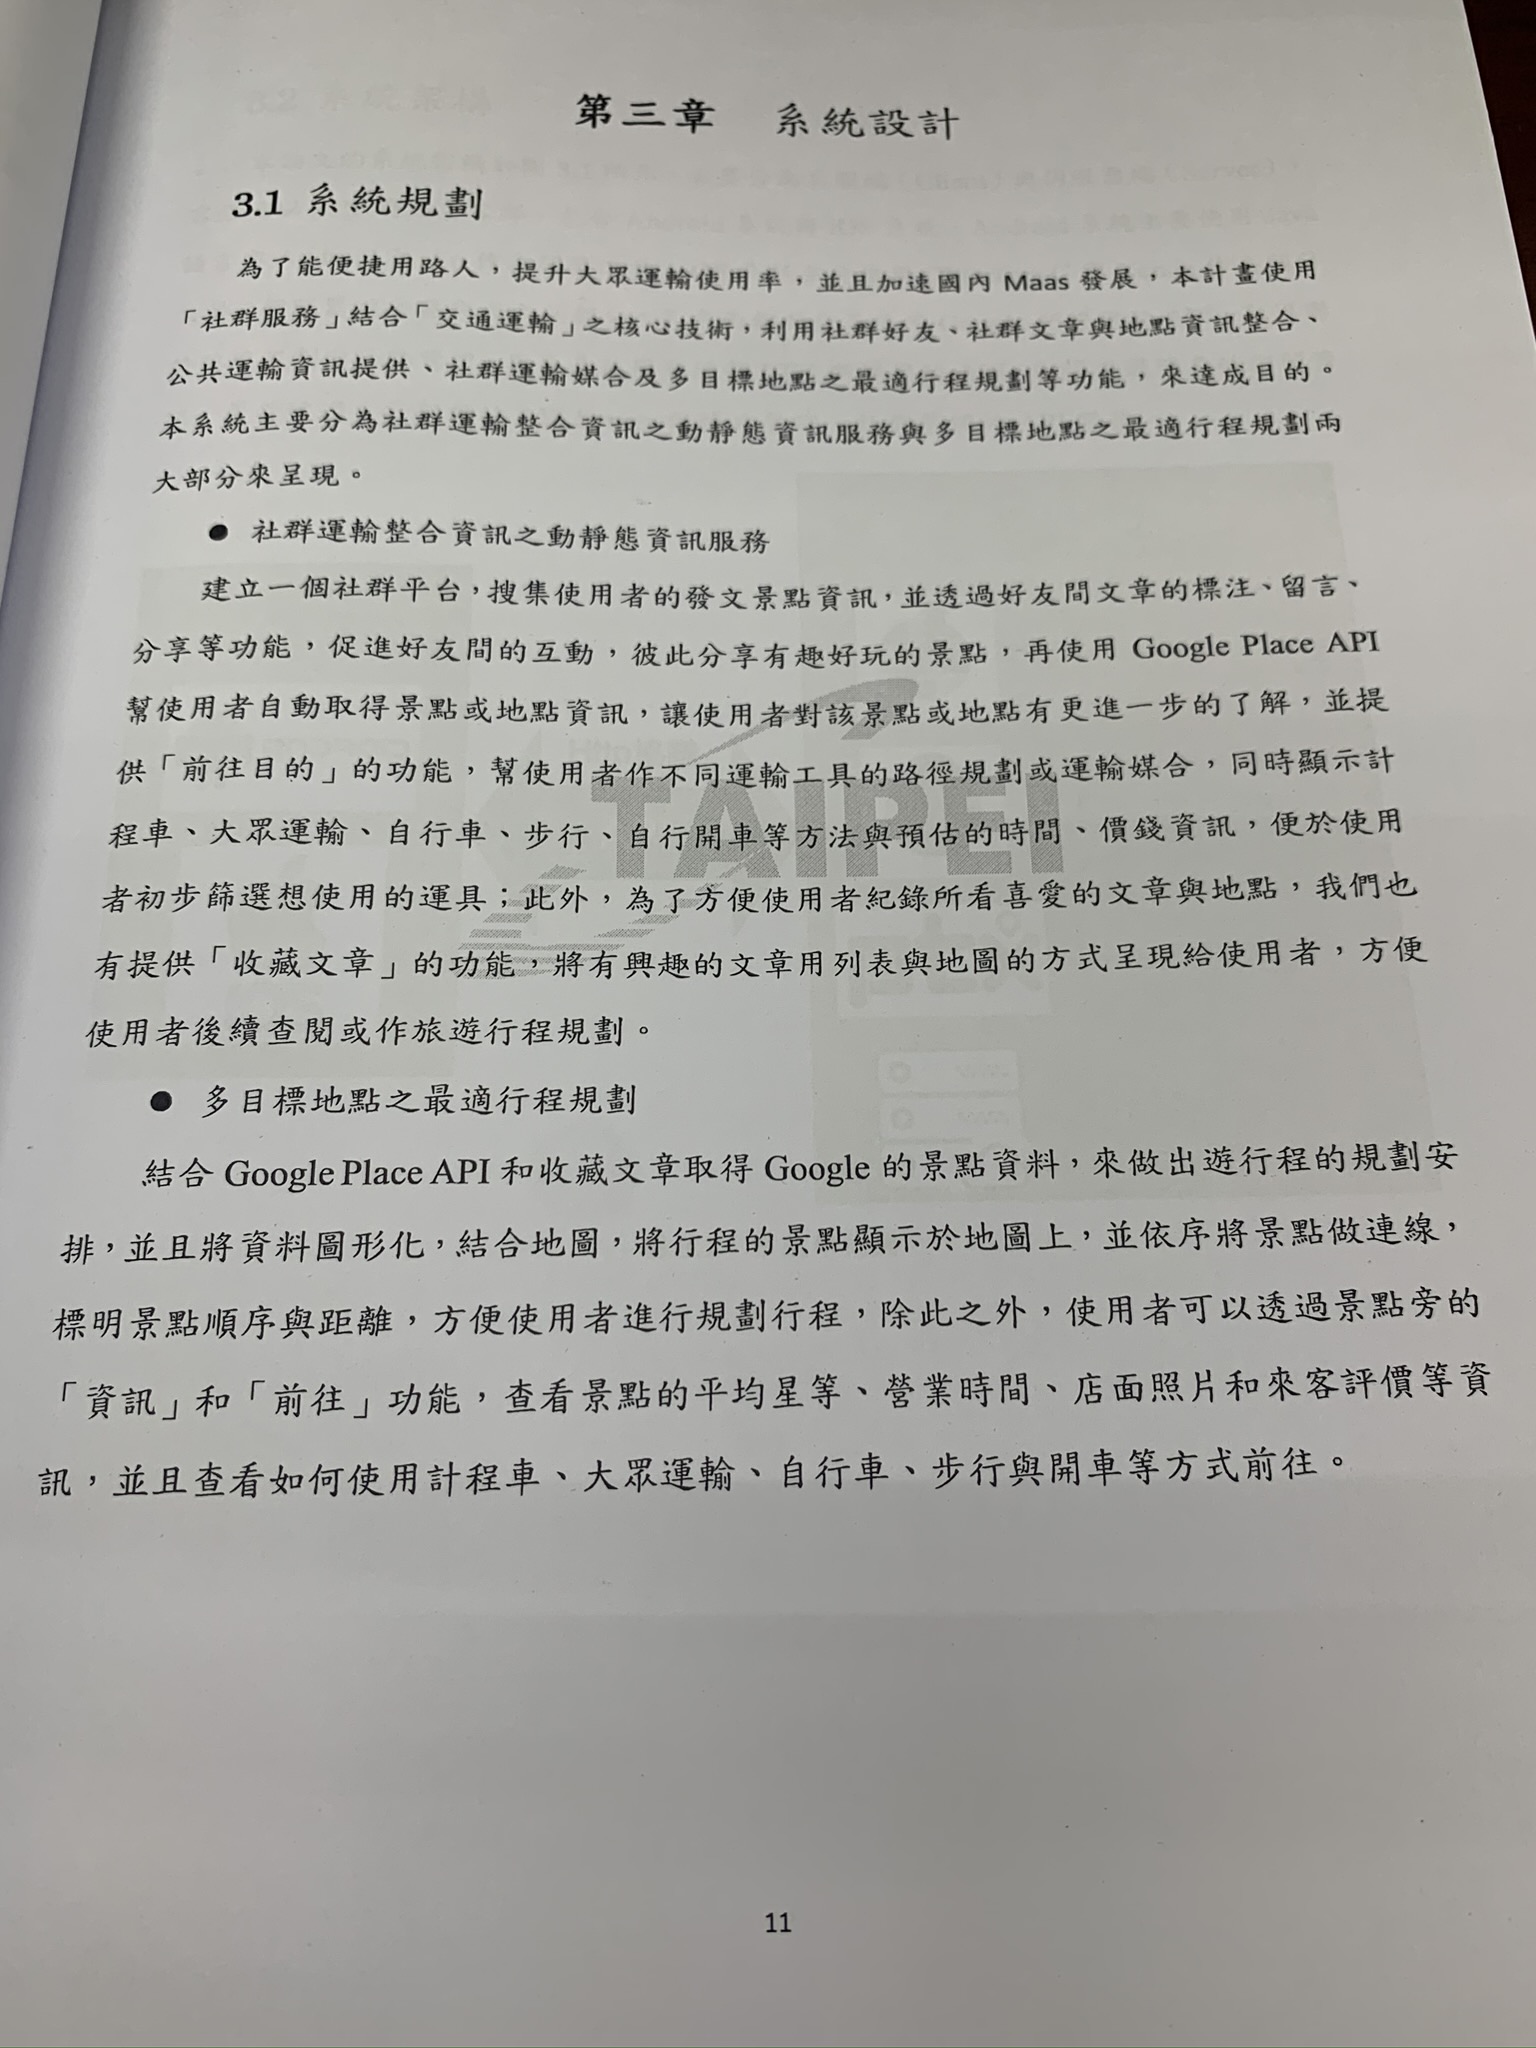 第三章 系統設計
3.1 系統規劃
為了能便捷用路人，提升大眾運輸使用率，並且加速國內 Maas 發展，本計畫使用
「社群服務」結合「交通運輸」之核心技術，利用社群好友、社群文章與地點資訊整合、
公共運輸資訊提供、社群運輸媒合及多目標地點之最適行程規劃等功能，來達成目的。
本系統主要分為社群運輸整合資訊之動靜態資訊服務與多目標地點之最適行程規劃兩
大部分來呈現。
● 社群運輸整合資訊之動靜態資訊服務
建立一個社群平台，搜集使用者的發文景點資訊，並透過好友間文章的標注、留言、
分享等功能，促進好友間的互動，彼此分享有趣好玩的景點，再使用 Google Place API
幫使用者自動取得景點或地點資訊，讓使用者對該景點或地點有更進一步的了解，並提
供「前往目的」的功能，幫使用者作不同運輸工具的路徑規劃或運輸媒合，同時顯示計
程車、大眾運輸、自行車、步行、自行開車等方法與預估的時間、價錢資訊，便於使用
者初步篩選想使用的運具；此外，為了方便使用者紀錄所看喜愛的文章與地點，我們也
有提供「收藏文章」的功能，將有興趣的文章用列表與地圖的方式呈現給使用者，方便
使用者後續查閱或作旅遊行程規劃。
● 多目標地點之最適行程規劃
結合 Google Place API 和收藏文章取得 Google 的景點資料，來做出遊行程的規劃安
排，並且將資料圖形化，結合地圖，將行程的景點顯示於地圖上，並依序將景點做連線，
標明景點順序與距離，方便使用者進行規劃行程，除此之外，使用者可以透過景點旁的
「資訊」和「前往」功能，查看景點的平均星等、營業時間、店面照片和來客評價等資
訊，並且查看如何使用計程車、大眾運輸、自行車、步行與開車等方式前往。
TAIPEI
11